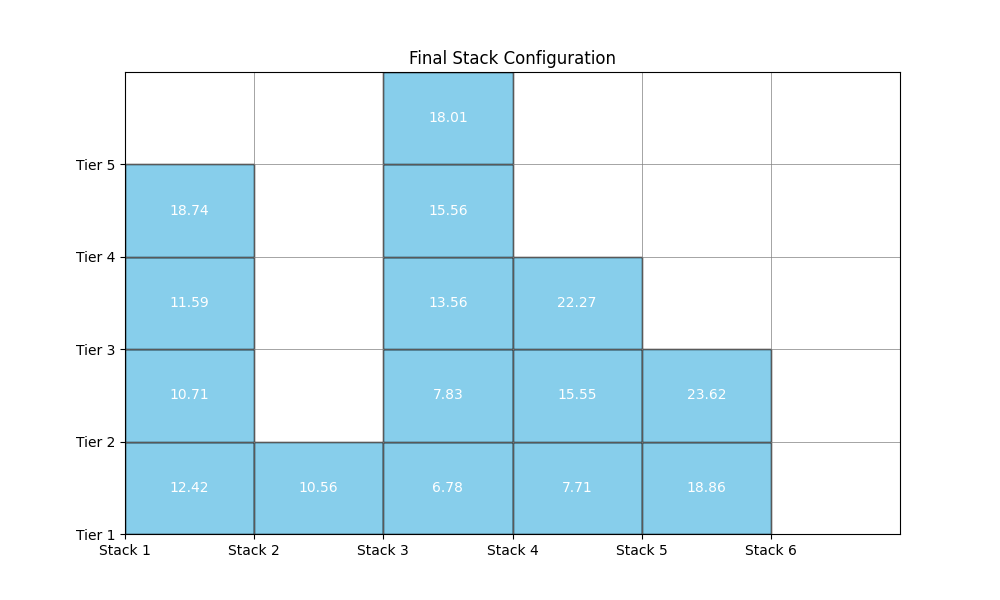 Final Stack Configuration
18.01
Tier 5
18.74 15.56
Tier 4
11.59 13.56 22.27
Tier 3
10.71 7.83 15.55 23.62
Tier 2
12.42 10.56 6.78 7.71 18.86
Tier 1
Stack 1 Stack 2 Stack 3 Stack 4 Stack 5 Stack 6